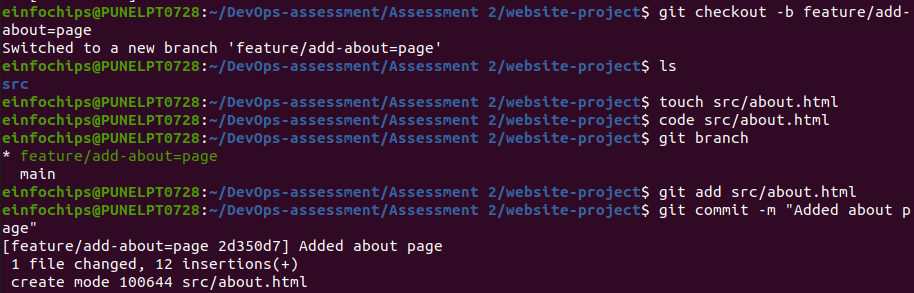 einfochips@PUNELPT0728:~/DevOps-assessment/Assessment 2/website-project$ git checkout -b feature/add-
about=page
Switched to a new branch 'feature/add-about=page'
einfochips@PUNELPT0728:~/DevOps-assessment/Assessment 2/website-project$ ls
src
einfochips@PUNELPT0728:~/DevOps-assessment/Assessment 2/website-project$ touch src/about.html
einfochips@PUNELPT0728:~/DevOps-assessment/Assessment 2/website-project$ code src/about.html
einfochips@PUNELPT0728:~/DevOps-assessment/Assessment 2/website-project$ git branch
* feature/add-about=page
  main
einfochips@PUNELPT0728:~/DevOps-assessment/Assessment 2/website-project$ git add src/about.html
einfochips@PUNELPT0728:~/DevOps-assessment/Assessment 2/website-project$ git commit -m "Added about p
age"
[feature/add-about=page 2d350d7] Added about page
 1 file changed, 12 insertions(+)
 create mode 100644 src/about.html